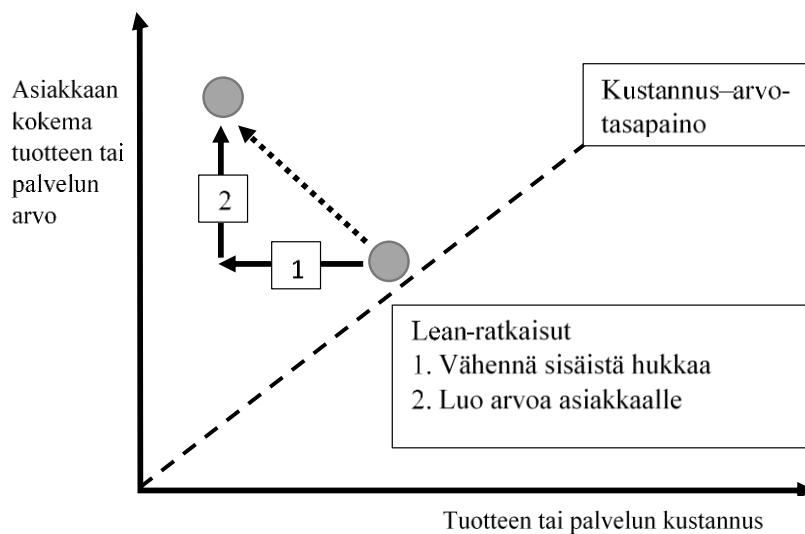 Asiakkaan
kokema
tuotteen tai
palvelun
arvo
Kustannus–arvo-
tasapaino
2
1
Lean-ratkaisut
1. Vähennä sisäistä hukkaa
2. Luo arvoa asiakkaalle
Tuotteen tai palvelun kustannus